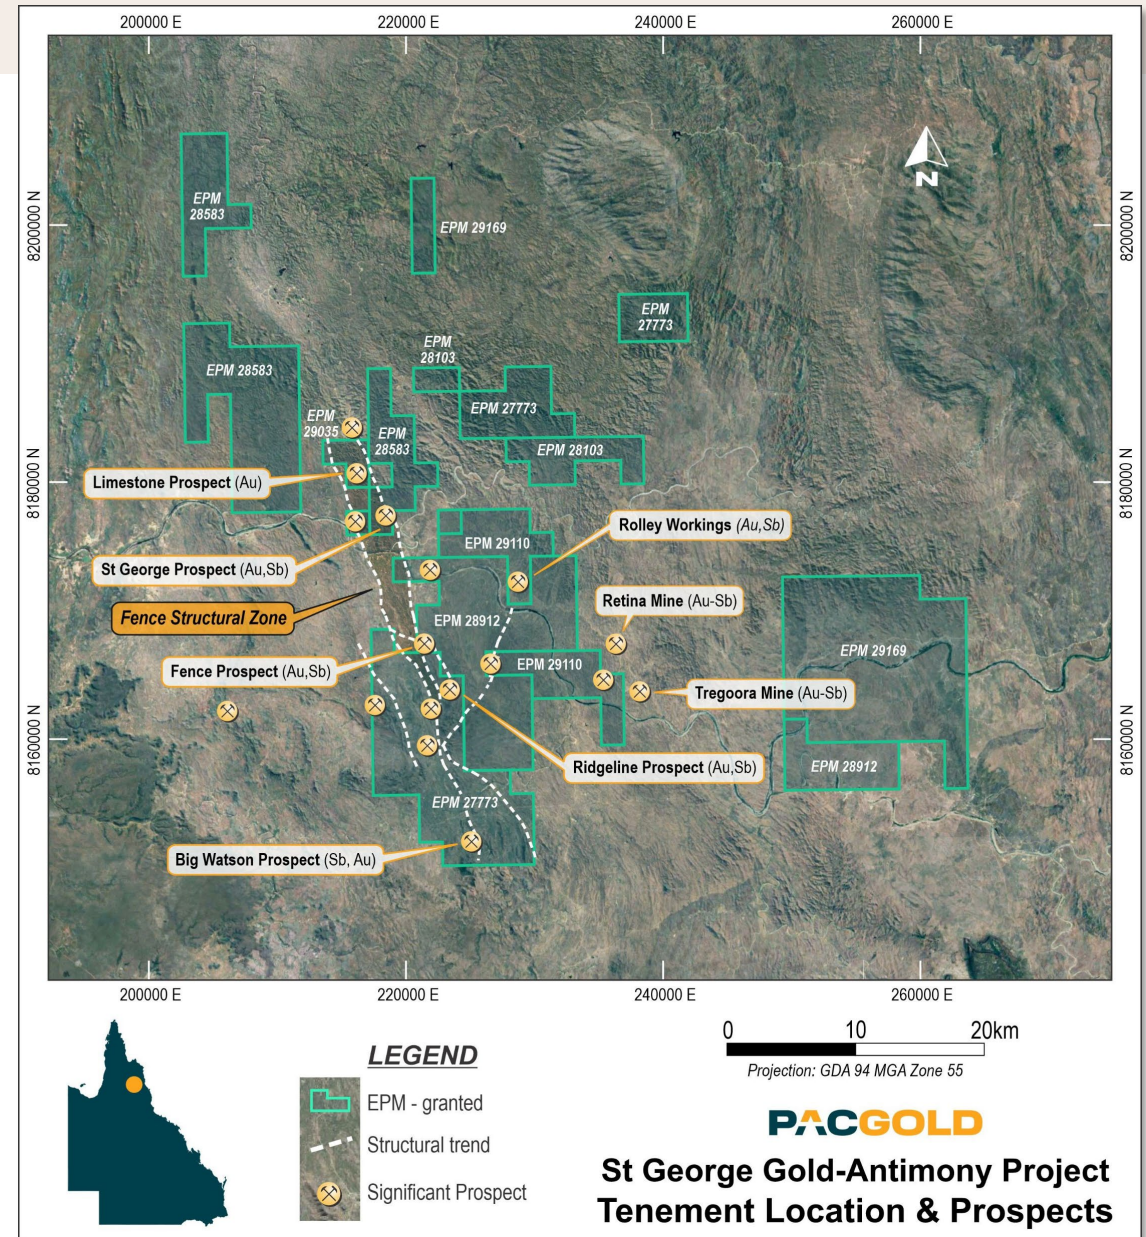 200000 E
220000 E
240000 E
260000 E
8200000 N
8200000 N
N
EPM
28583
EPM 29169
EPM
27773
EPM
28103
EPM 28583
EPM 27773
EPM
29035
EPM
28583
EPM 28103
8180000 N
8180000 N
Limestone Prospect (Au)
Rolley Workings (Au,Sb)
EPM 29110
St George Prospect (Au,Sb)
Retina Mine (Au-Sb)
Fence Structural Zone
EPM 28912
EPM 29169
Fence Prospect (Au,Sb)
EPM 29110
Tregoora Mine (Au-Sb)
8160000 N
8160000 N
Ridgeline Prospect (Au,Sb)
EPM 28912
EPM 27773
Big Watson Prospect (Sb, Au)
200000 E
220000 E
240000 E
260000 E
LEGEND
EPM - granted
Structural trend
Significant Prospect
0
10
20km
Projection: GDA 94 MGA Zone 55
PACGOLD
St George Gold-Antimony Project
Tenement Location & Prospects